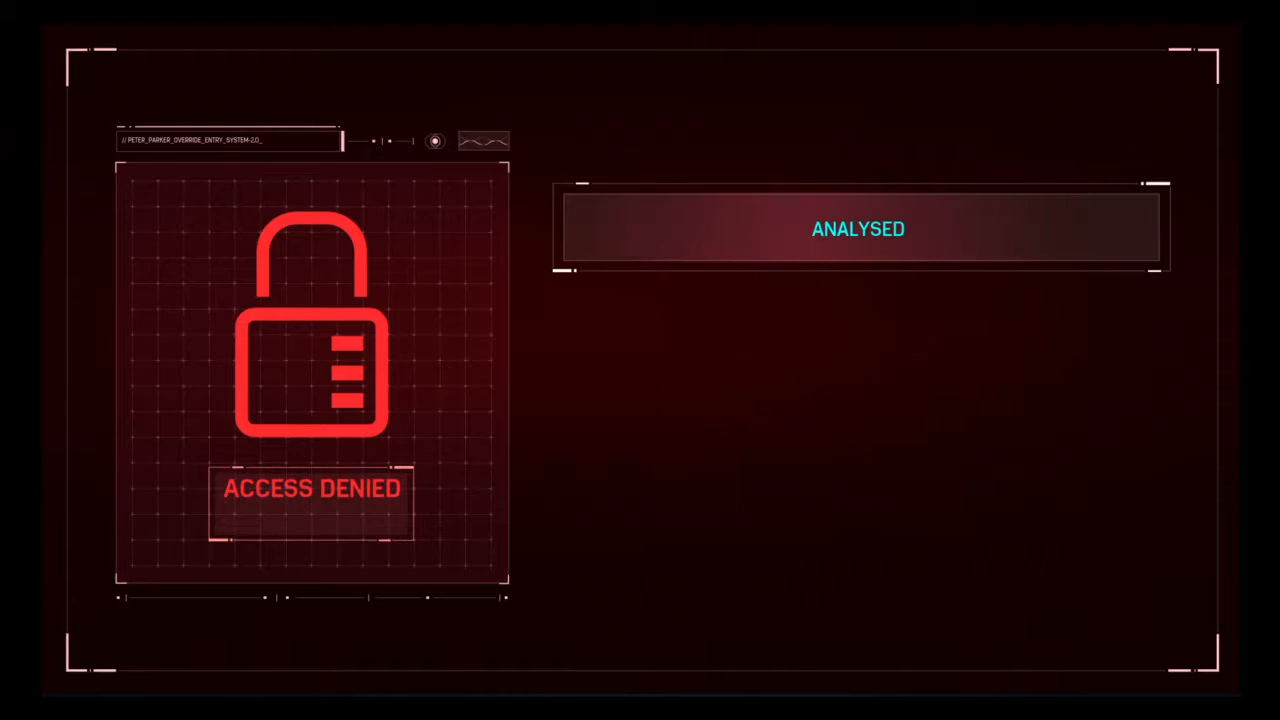 // PETER_PARKER_OVERRIDE_ENTRY_SYSTEM-2.0_
ANALYSED
ACCESS DENIED